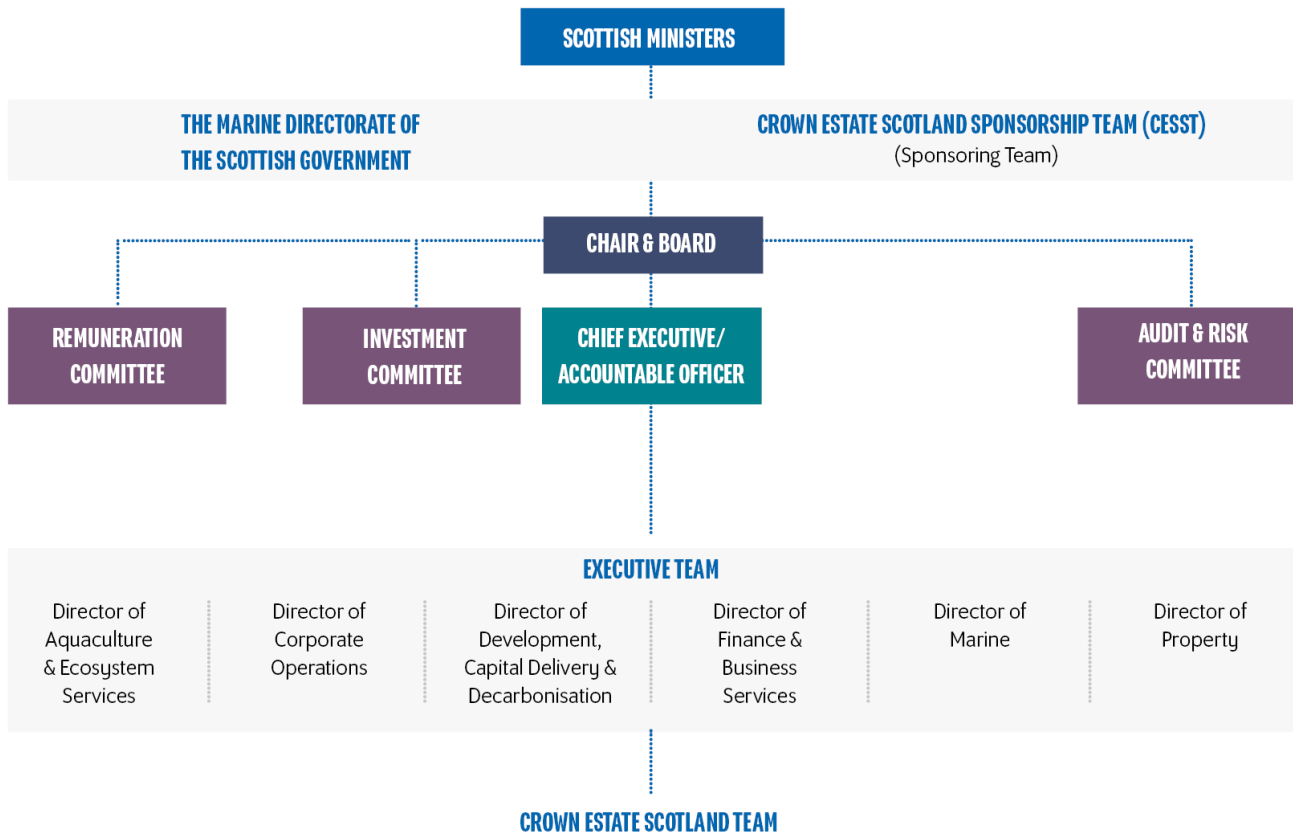 SCOTTISH MINISTERS
THE MARINE DIRECTORATE OF
THE SCOTTISH GOVERNMENT
CROWN ESTATE SCOTLAND SPONSORSHIP TEAM (CESST)
(Sponsoring Team)
CHAIR & BOARD
REMUNERATION
COMMITTEE
INVESTMENT
COMMITTEE
CHIEF EXECUTIVE/
ACCOUNTABLE OFFICER
AUDIT & RISK
COMMITTEE
EXECUTIVE TEAM
Director of
Aquaculture
& Ecosystem
Services
Director of
Corporate
Operations
Director of
Development,
Capital Delivery &
Decarbonisation
Director of
Finance &
Business
Services
Director of
Marine
Director of
Property
CROWN ESTATE SCOTLAND TEAM